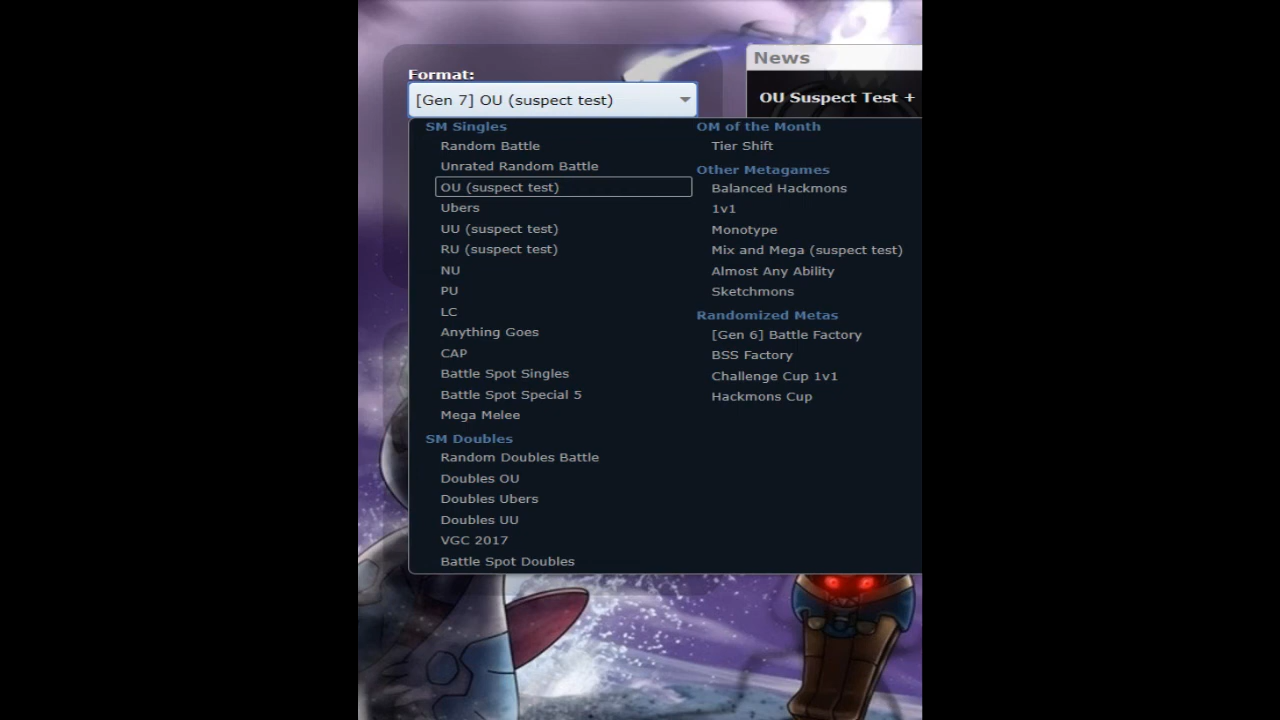 Format:
[Gen 7] OU (suspect test)
News
OU Suspect Test +
SM Singles
Random Battle
Unrated Random Battle
OU (suspect test)
Ubers
UU (suspect test)
RU (suspect test)
NU
PU
LC
Anything Goes
CAP
Battle Spot Singles
Battle Spot Special 5
Mega Melee
SM Doubles
Random Doubles Battle
Doubles OU
Doubles Ubers
Doubles UU
VGC 2017
Battle Spot Doubles
OM of the Month
Tier Shift
Other Metagames
Balanced Hackmons
1v1
Monotype
Mix and Mega (suspect test)
Almost Any Ability
Sketchmons
Randomized Metas
[Gen 6] Battle Factory
BSS Factory
Challenge Cup 1v1
Hackmons Cup